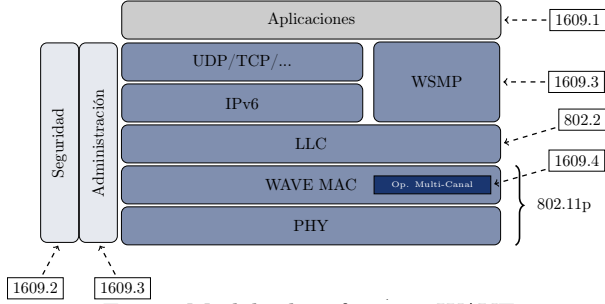 Aplicaciones
1609.1
UDP/TCP/...
WSMP
1609.3
IPv6
802.2
LLC
1609.4
WAVE MAC
Op. Multi-Canal
802.11p
PHY
Seguridad
Administración
1609.2
1609.3